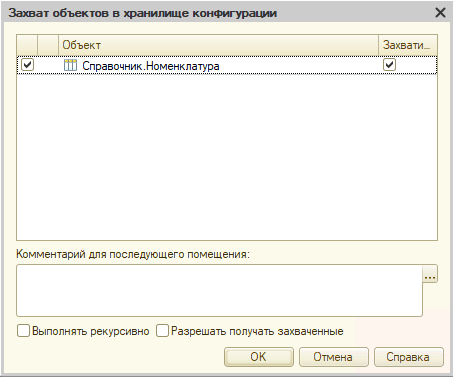 Захват объектов в хранилище конфигурации
Объект Захвати...
Справочник.Номенклатура
Комментарий для последующего помещения:
...
Выполнять рекурсивно Разрешать получать захваченные
OK Отмена Справка